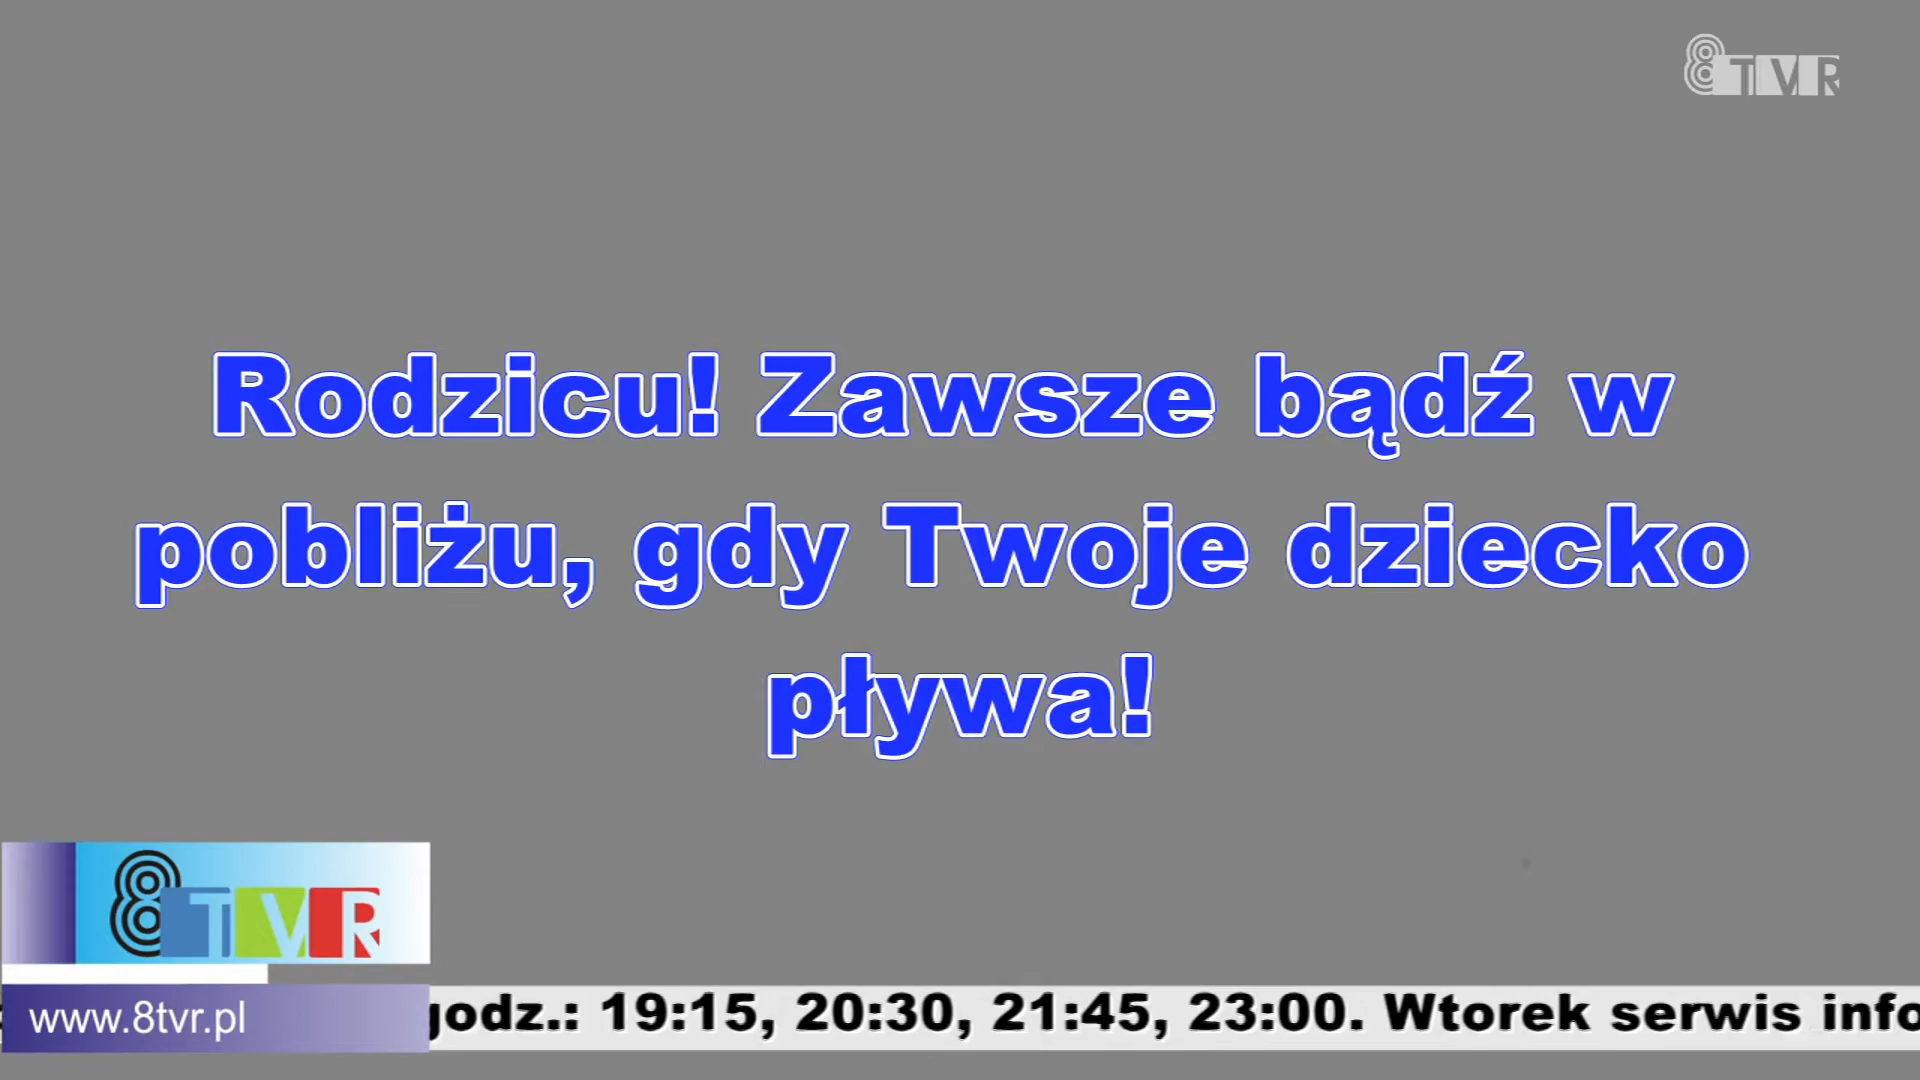 8TVR
Rodzicu! Zawsze bądź w
pobliżu, gdy Twoje dziecko
pływa!
8TVR
www.8tvr.pl
godz.: 19:15, 20:30, 21:45, 23:00. Wtorek serwis info